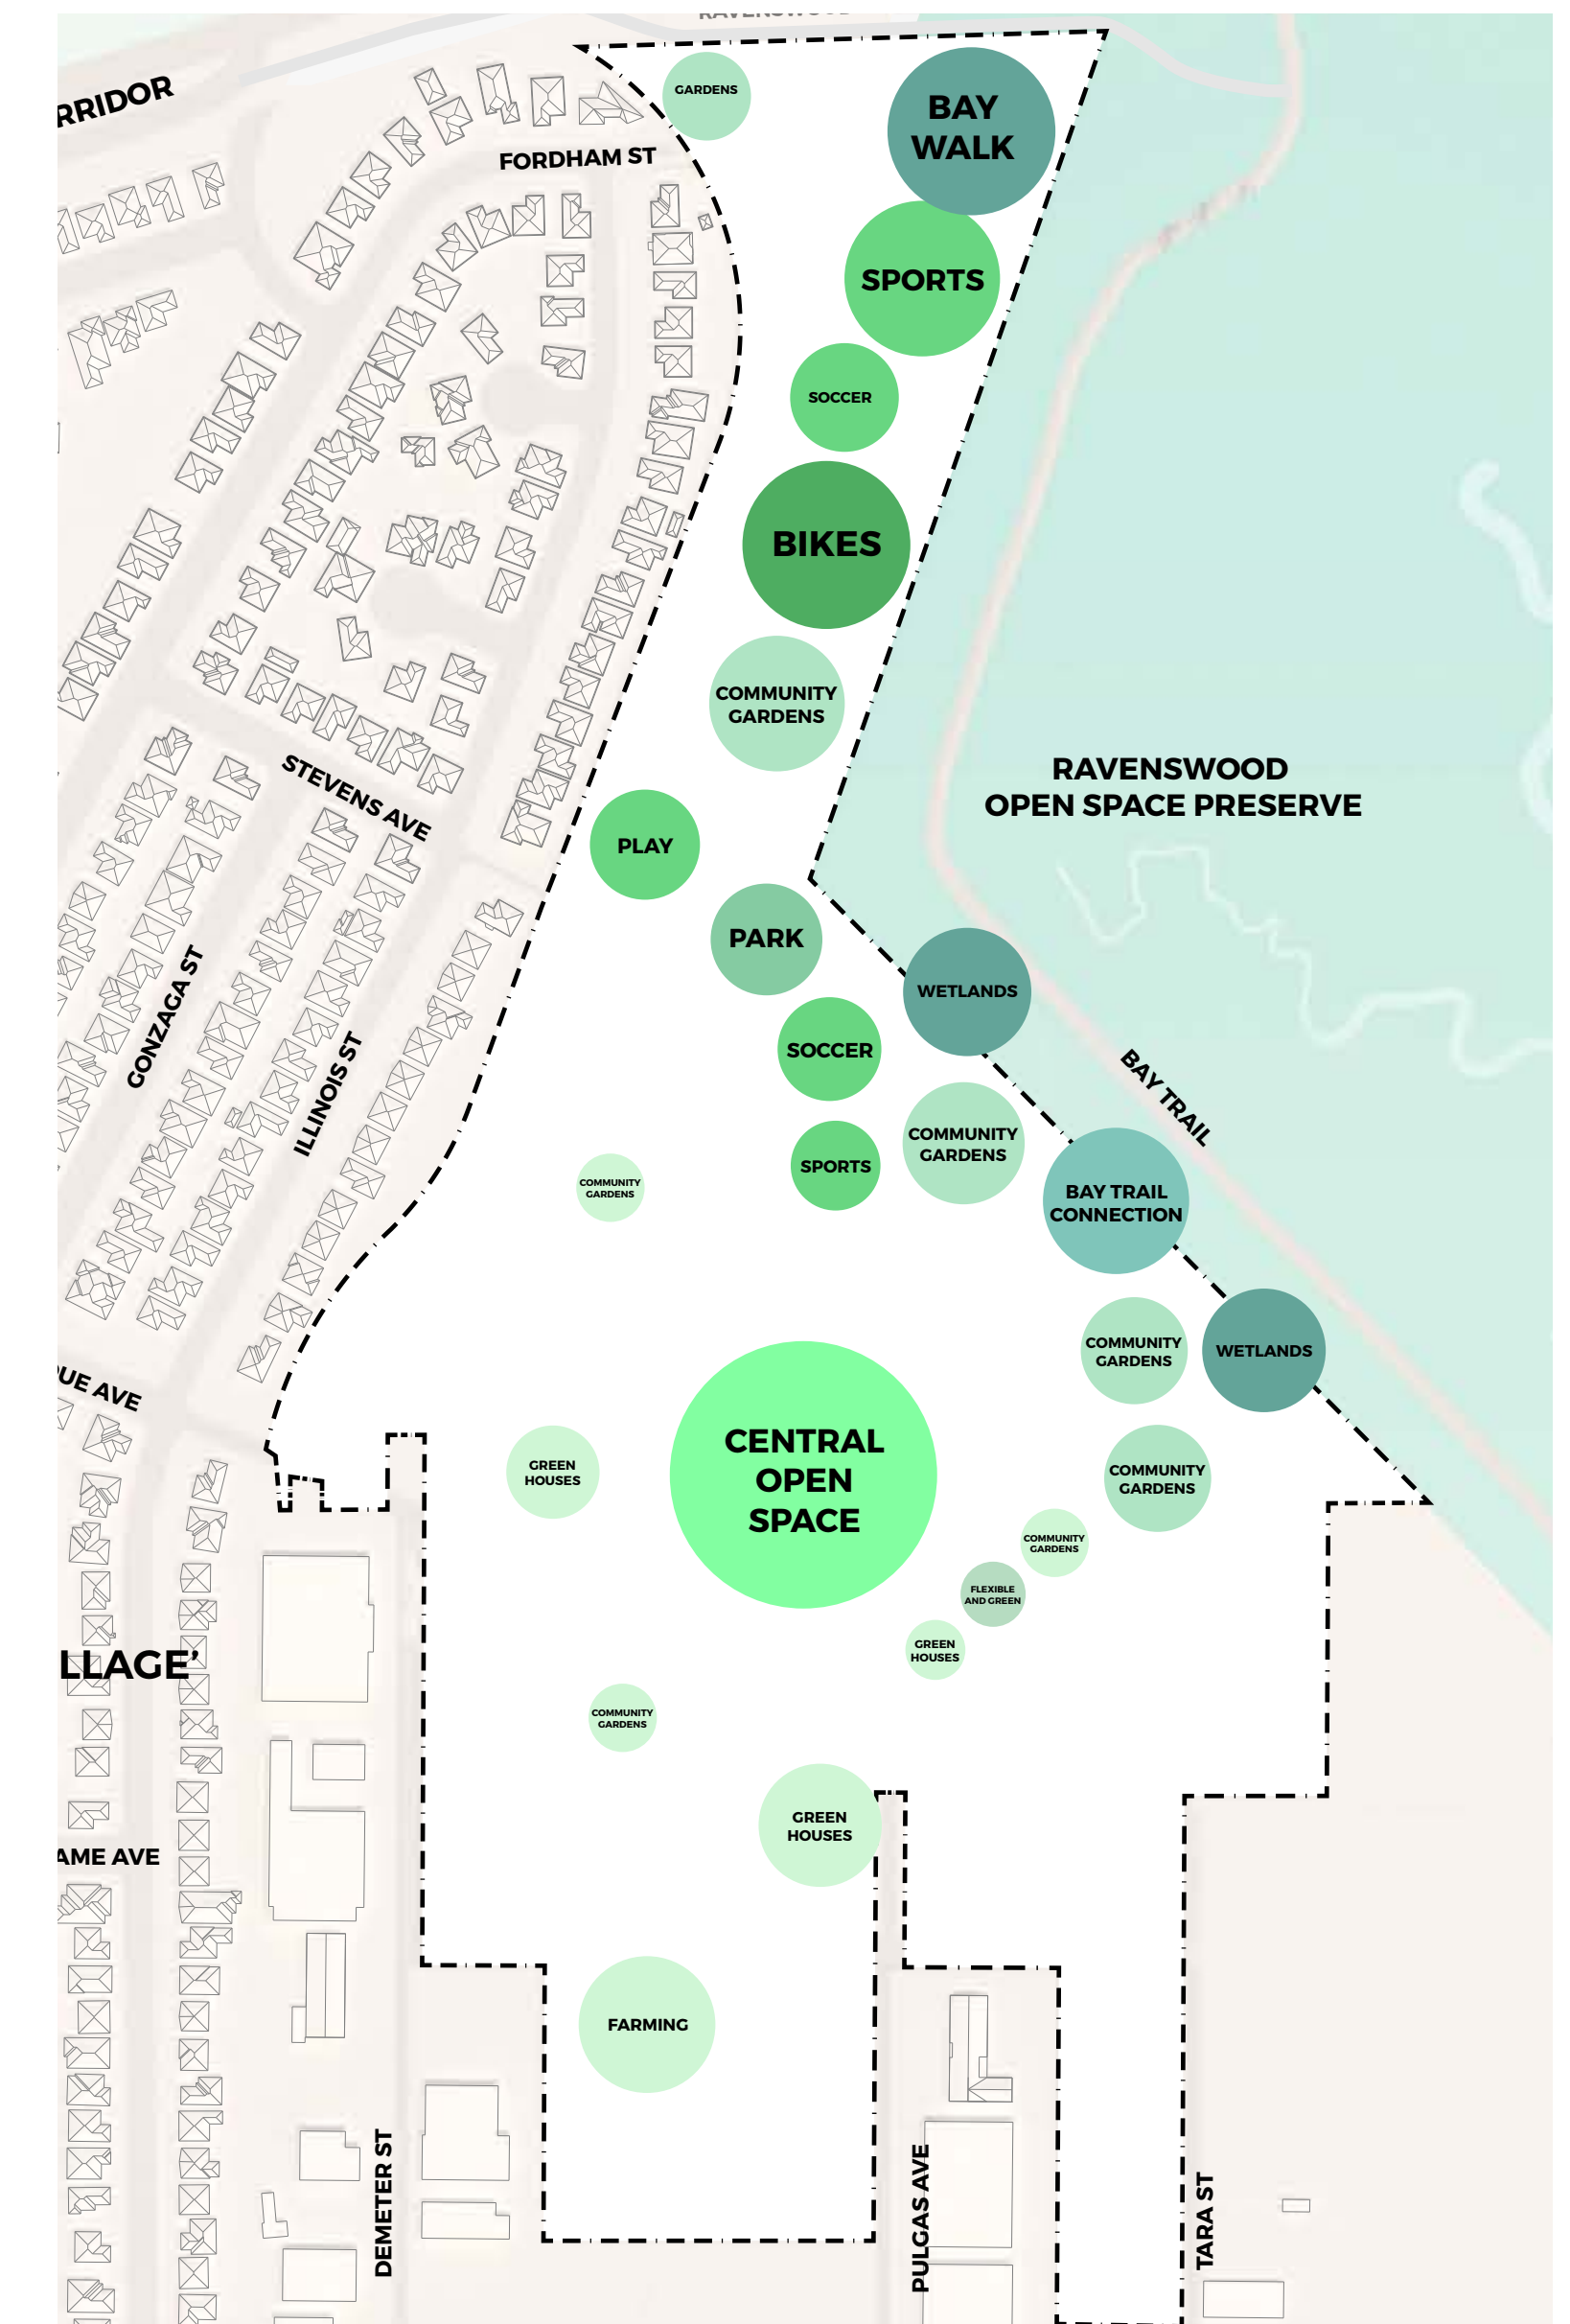 RAVENSWOOD
RRIDOR
GARDENS
BAY
WALK
FORDHAM ST
SPORTS
SOCCER
BIKES
COMMUNITY
GARDENS
RAVENSWOOD
OPEN SPACE PRESERVE
STEVENS AVE
PLAY
PARK
WETLANDS
GONZAGA ST
ILLINOIS ST
SOCCER
BAY TRAIL
COMMUNITY
GARDENS
SPORTS
COMMUNITY
GARDENS
BAY TRAIL
CONNECTION
COMMUNITY
GARDENS
WETLANDS
UE AVE
CENTRAL
OPEN
SPACE
GREEN
HOUSES
COMMUNITY
GARDENS
COMMUNITY
GARDENS
FLEXIBLE
AND GREEN
GREEN
HOUSES
LLAGE’
COMMUNITY
GARDENS
GREEN
HOUSES
AME AVE
FARMING
DEMETER ST
PULGAS AVE
TARA ST